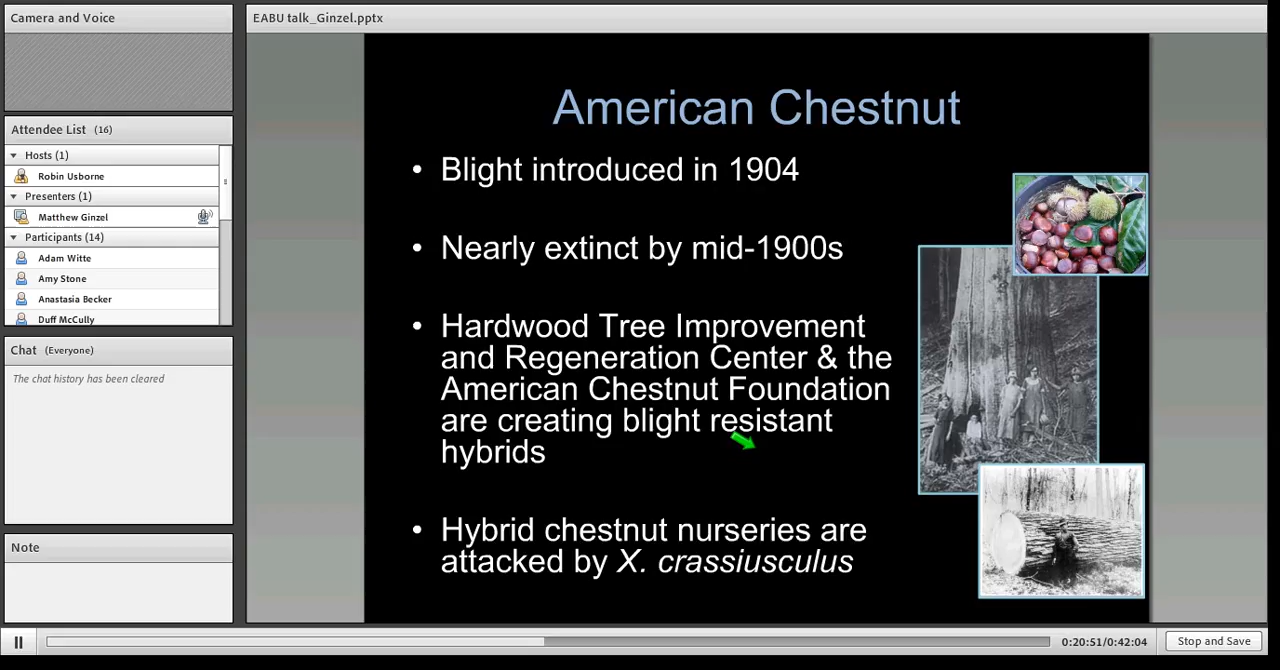 Camera and Voice
EABU talk_Ginzel.pptx
Attendee List (16)
Hosts (1)
Robin Usborne
Presenters (1)
Matthew Ginzel
Participants (14)
Adam Witte
Amy Stone
Anastasia Becker
Duff McCully
Chat (Everyone)
The chat history has been cleared
Note
American Chestnut
• Blight introduced in 1904
• Nearly extinct by mid-1900s
• Hardwood Tree Improvement
and Regeneration Center & the
American Chestnut Foundation
are creating blight resistant
hybrids
• Hybrid chestnut nurseries are
attacked by X. crassiusculus
0:20:51/0:42:04
Stop and Save